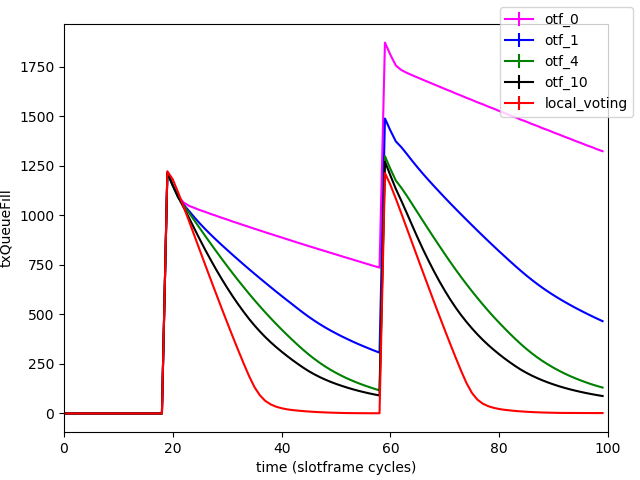 otf_0
otf_1
otf_4
otf_10
local_voting
txQueueFill
1750
1500
1250
1000
750
500
250
0
0 20 40 60 80 100
time (slotframe cycles)